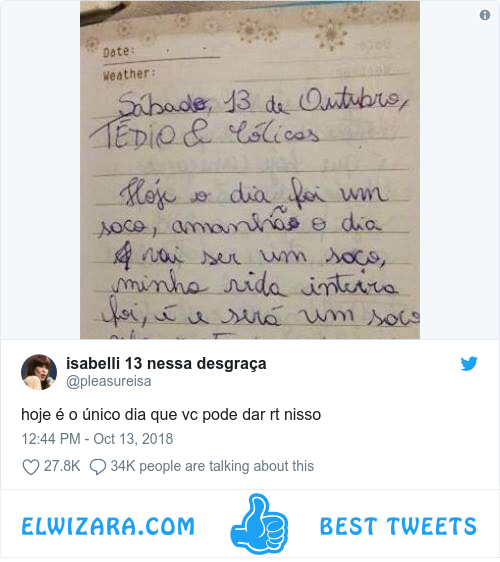 Date:
Weather:
Sábado, 13 de Outubro,
TÉDIO & Cólicas
Hoje o dia foi um
soco, amanhão o dia
vai ser um soco,
minha vida inteira
foi, é e será um soco
isabelli 13 nessa desgraça
@pleasureisa
hoje é o único dia que vc pode dar rt nisso
12:44 PM - Oct 13, 2018
27.8K 34K people are talking about this
ELWIZARA.COM BEST TWEETS